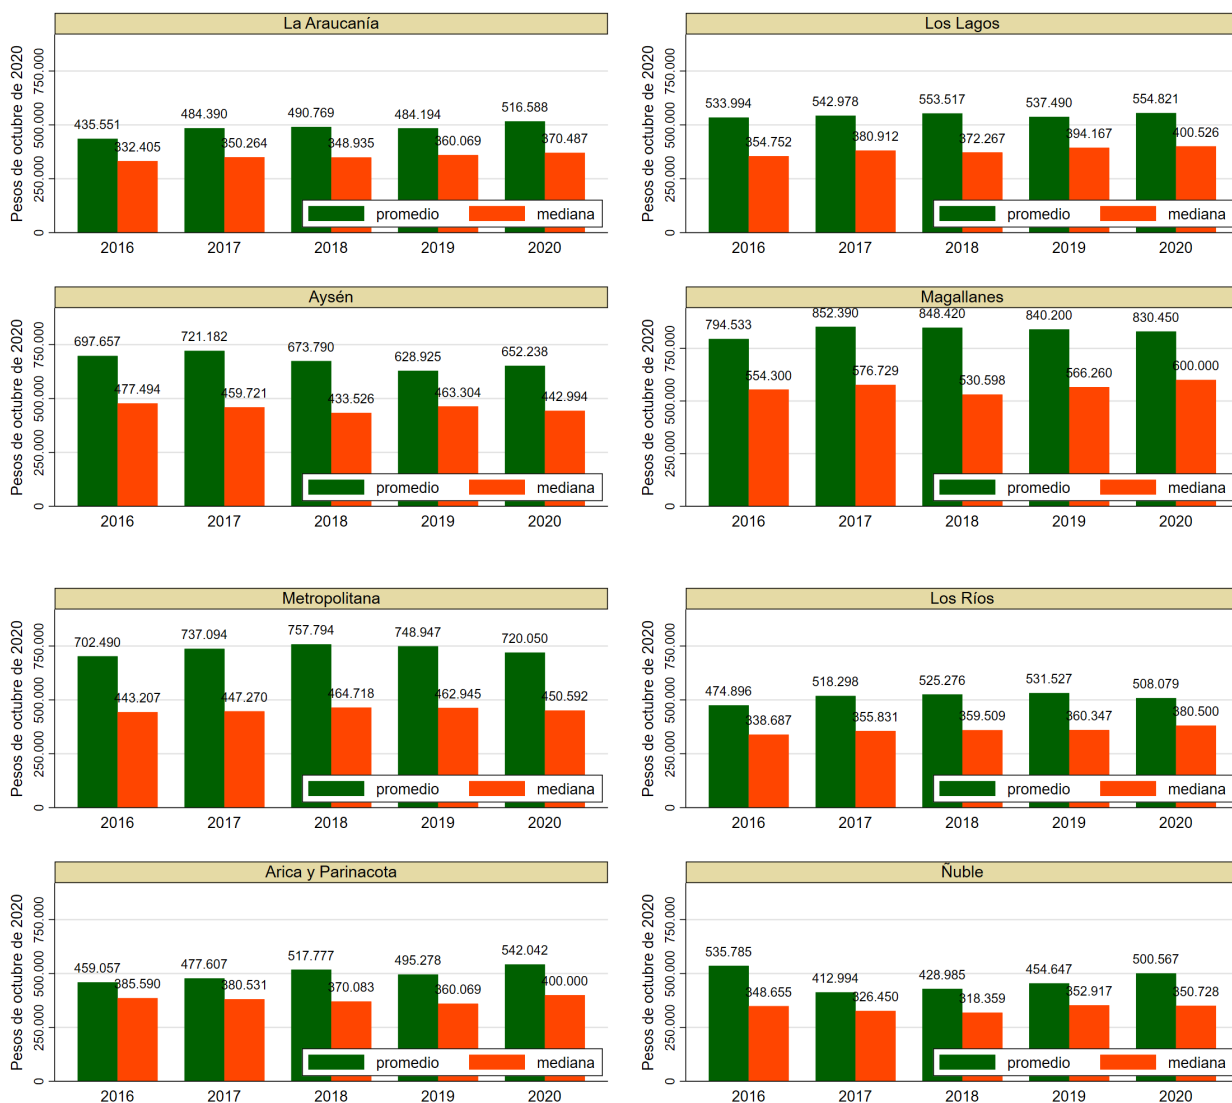 La Araucanía
Pesos de octubre de 2020
0 250.000 500.000 750.000
435.551 332.405 484.390 350.264 490.769 348.935 484.194 360.069 516.588 370.487
promedio mediana
2016 2017 2018 2019 2020
Los Lagos
Pesos de octubre de 2020
0 250.000 500.000 750.000
533.994 354.752 542.978 380.912 553.517 372.267 537.490 394.167 554.821 400.526
promedio mediana
2016 2017 2018 2019 2020
Aysén
Pesos de octubre de 2020
0 250.000 500.000 750.000
697.657 477.494 721.182 459.721 673.790 433.526 628.925 463.304 652.238 442.994
promedio mediana
2016 2017 2018 2019 2020
Magallanes
Pesos de octubre de 2020
0 250.000 500.000 750.000
794.533 554.300 852.390 576.729 848.420 530.598 840.200 566.260 830.450 600.000
promedio mediana
2016 2017 2018 2019 2020
Metropolitana
Pesos de octubre de 2020
0 250.000 500.000 750.000
702.490 443.207 737.094 447.270 757.794 464.718 748.947 462.945 720.050 450.592
promedio mediana
2016 2017 2018 2019 2020
Los Ríos
Pesos de octubre de 2020
0 250.000 500.000 750.000
474.896 338.687 518.298 355.831 525.276 359.509 531.527 360.347 508.079 380.500
promedio mediana
2016 2017 2018 2019 2020
Arica y Parinacota
Pesos de octubre de 2020
0 250.000 500.000 750.000
459.057 385.590 477.607 380.531 517.777 370.083 495.278 360.069 542.042 400.000
promedio mediana
2016 2017 2018 2019 2020
Ñuble
Pesos de octubre de 2020
0 250.000 500.000 750.000
535.785 348.655 412.994 326.450 428.985 318.359 454.647 352.917 500.567 350.728
promedio mediana
2016 2017 2018 2019 2020